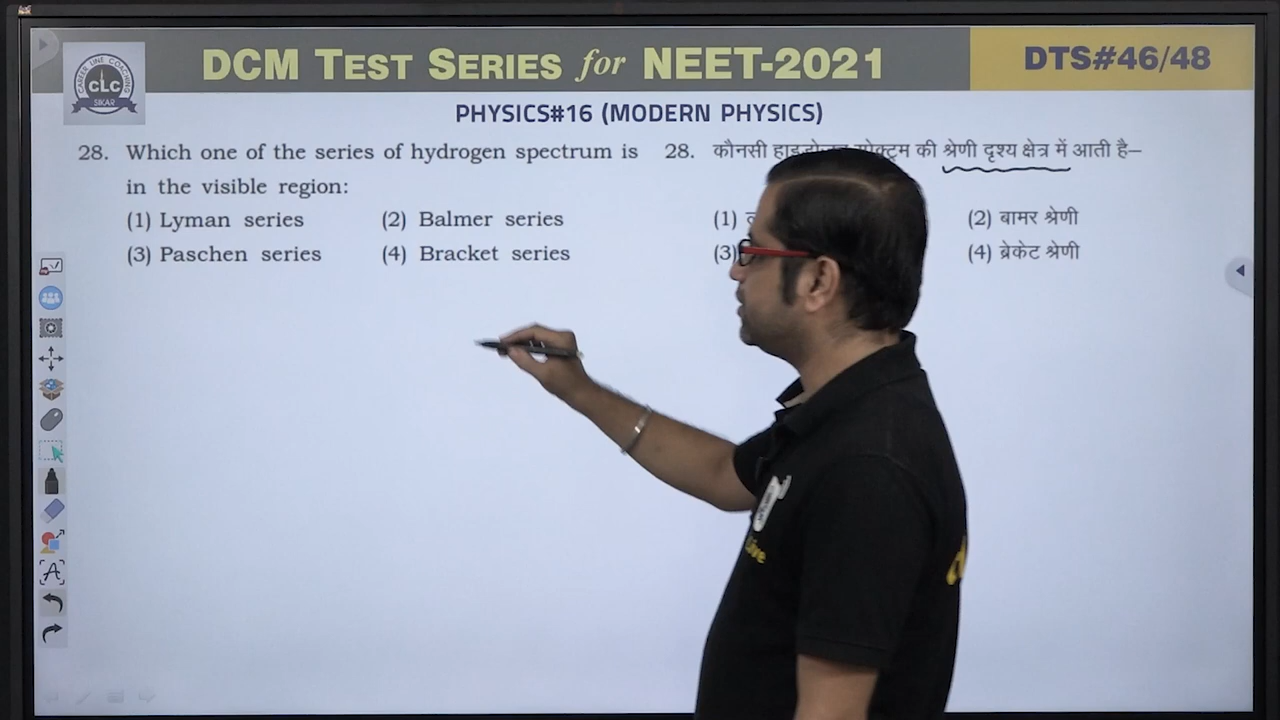 DCM TEST SERIES for NEET-2021
DTS#46/48
CAREER LINE COACHING
CLC
SIKAR
PHYSICS#16 (MODERN PHYSICS)
28. Which one of the series of hydrogen spectrum is
in the visible region:
(1) Lyman series (2) Balmer series
(3) Paschen series (4) Bracket series
28. कौनसी की श्रेणी दृश्य क्षेत्र में आती है–
(1) (2) बामर श्रेणी
(3) (4) ब्रेकेट श्रेणी